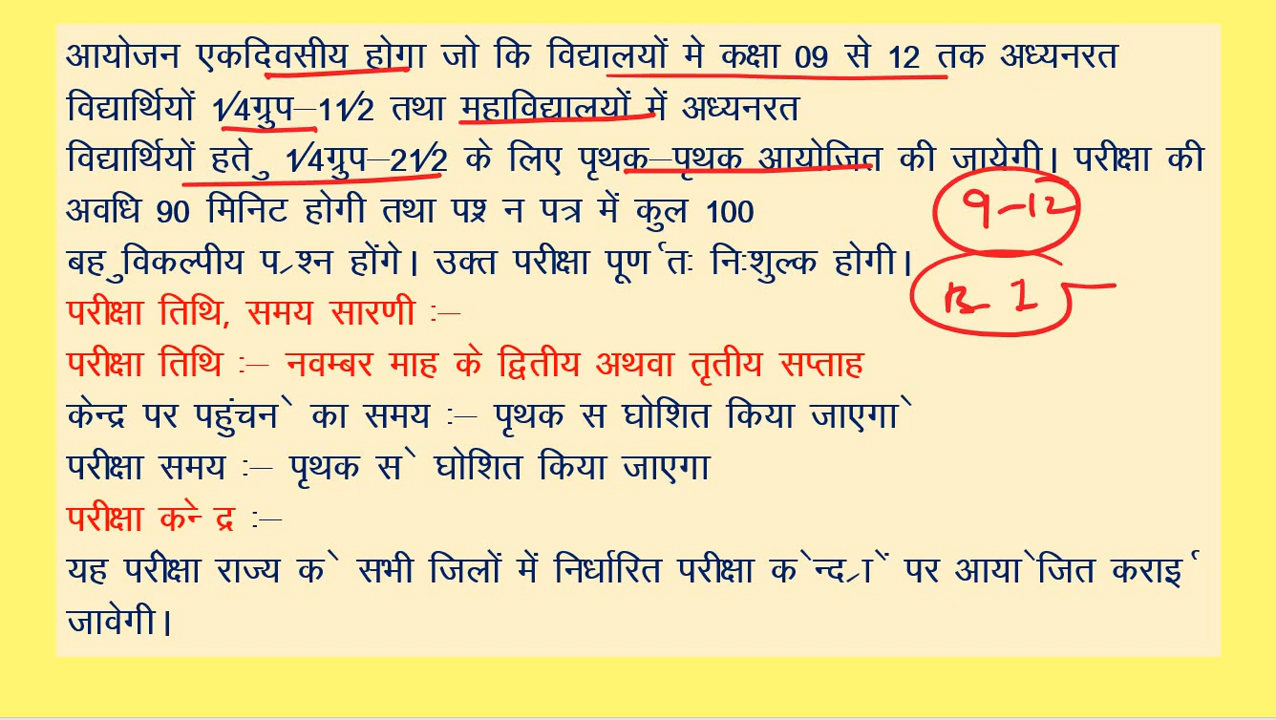 आयोजन एकदिवसीय होगा जो कि विद्यालयों मे कक्षा 09 से 12 तक अध्यनरत
विद्यार्थियों 1⁄4ग्रुप–11⁄2 तथा महाविद्यालयों में अध्यनरत
विद्यार्थियों हते ु 1⁄4ग्रुप–21⁄2 के लिए पृथक–पृथक आयोजित की जायेगी। परीक्षा की
9–12
अवधि 90 मिनिट होगी तथा पश्र न पत्र में कुल 100
बह ुविकल्पीय प ्रश्न होंगे। उक्त परीक्षा पूण र्तः निःशुल्क होगी।
परीक्षा तिथि, समय सारणी :–
परीक्षा तिथि :– नवम्बर माह के द्वितीय अथवा तृतीय सप्ताह
केन्द्र पर पहुंचन े का समय :– पृथक स घोशित किया जाएगा े
परीक्षा समय :– पृथक स े घोशित किया जाएगा
परीक्षा कन्े द्र :–
यह परीक्षा राज्य क े सभी जिलों में निर्धारित परीक्षा क ेन्द ्रा ें पर आया ेजित कराइ र्
जावेगी।